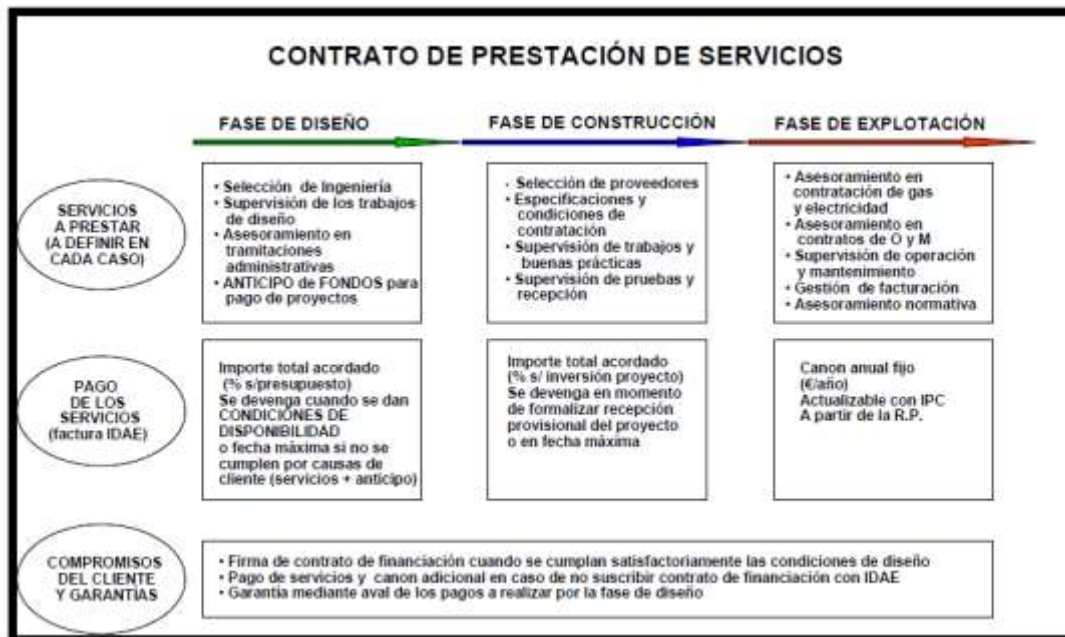 CONTRATO DE PRESTACIÓN DE SERVICIOS
FASE DE DISEÑO
FASE DE CONSTRUCCIÓN
FASE DE EXPLOTACIÓN
SERVICIOS
A PRESTAR
(A DEFINIR EN
CADA CASO)
• Selección de Ingeniería
• Supervisión de los trabajos
de diseño
• Asesoramiento en
tramitaciones
administrativas
• ANTICIPO de FONDOS para
pago de proyectos
· Selección de proveedores
• Especificaciones y
condiciones de
contratación
• Supervisión de trabajos y
buenas prácticas
• Supervisión de pruebas y
recepción
• Asesoramiento en
contratación de gas
y electricidad
• Asesoramiento en
contratos de O y M
• Supervisión de operación
y mantenimiento
• Gestión de facturación
• Asesoramiento normativa
PAGO
DE LOS
SERVICIOS
(factura IDAE)
Importe total acordado
(% s/presupuesto)
Se devenga cuando se dan
CONDICIONES DE
DISPONIBILIDAD
o fecha máxima si no se
cumplen por causas de
cliente (servicios + anticipo)
Importe total acordado
(% s/ inversión proyecto)
Se devenga en momento
de formalizar recepción
provisional del proyecto
o en fecha máxima
Canon anual fijo
(€/año)
Actualizable con IPC
A partir de la R.P.
COMPROMISOS
DEL CLIENTE
Y GARANTÍAS
• Firma de contrato de financiación cuando se cumplan satisfactoriamente las condiciones de diseño
• Pago de servicios y canon adicional en caso de no suscribir contrato de financiación con IDAE
• Garantía mediante aval de los pagos a realizar por la fase de diseño